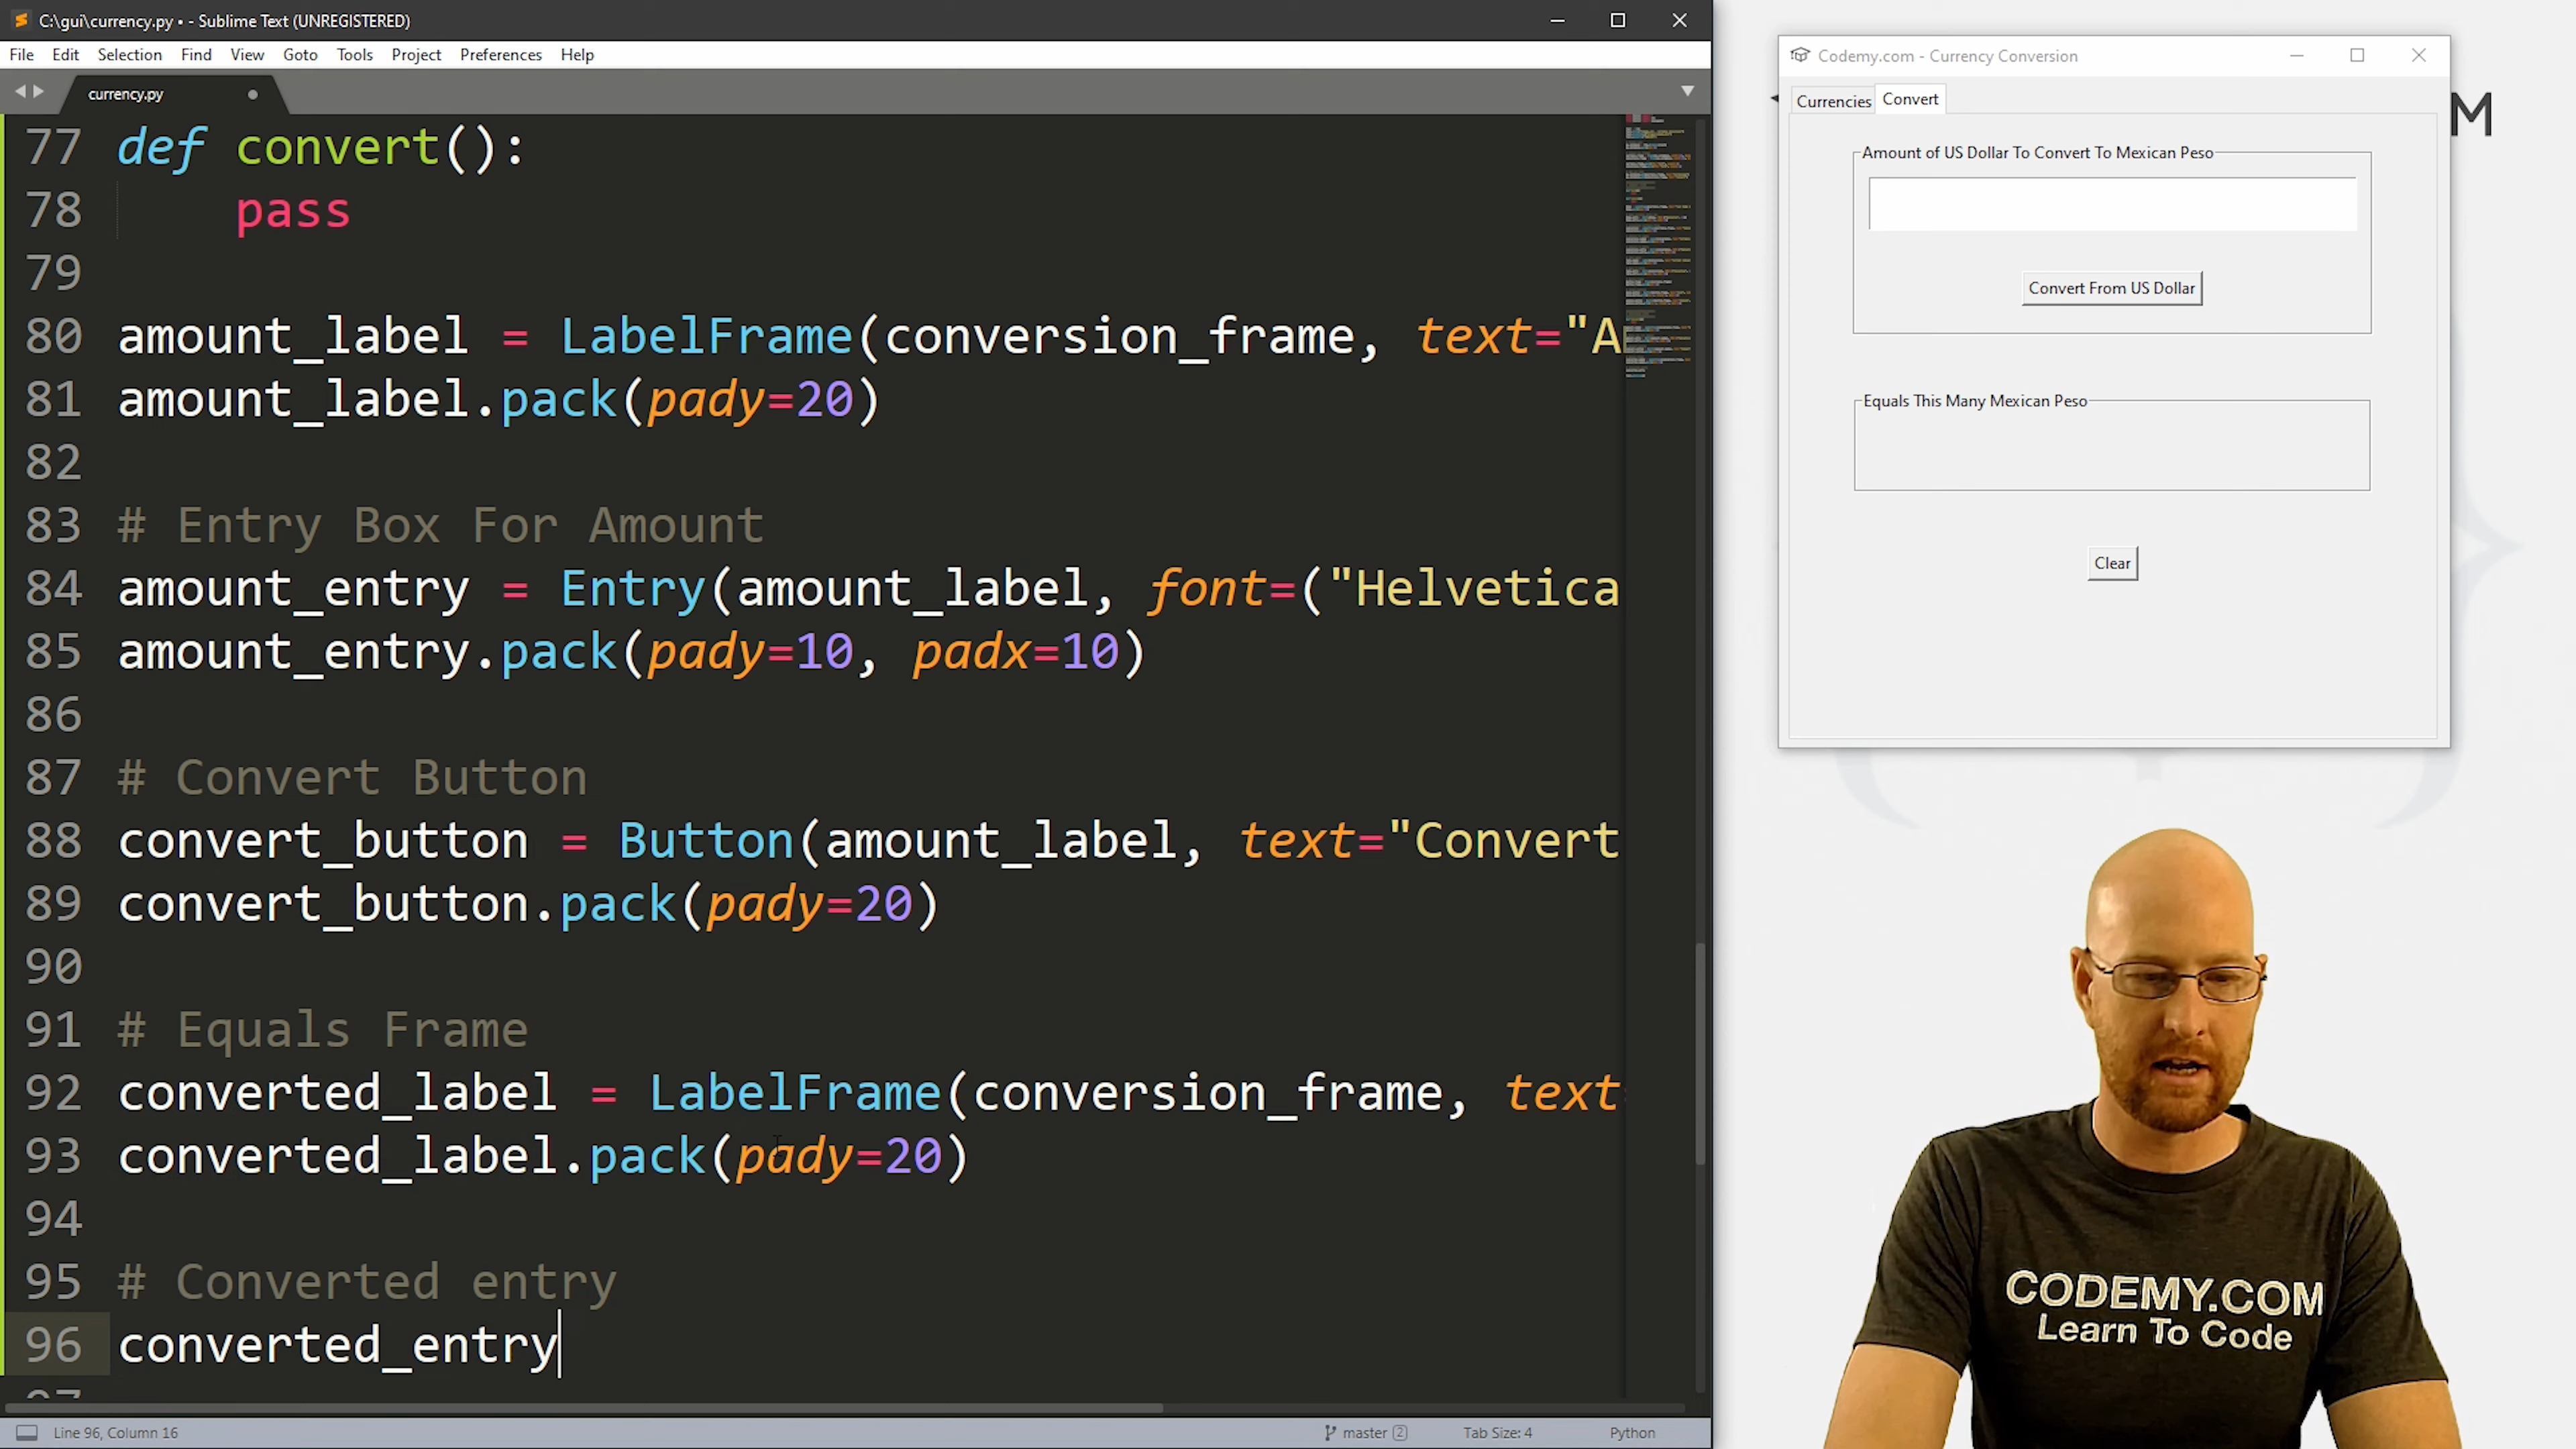 C:\gui\currency.py • - Sublime Text (UNREGISTERED)
File Edit Selection Find View Goto Tools Project Preferences Help
currency.py
77 def convert():
78 pass
79
80 amount_label = LabelFrame(conversion_frame, text="A
81 amount_label.pack(pady=20)
82
83 # Entry Box For Amount
84 amount_entry = Entry(amount_label, font=("Helvetica
85 amount_entry.pack(pady=10, padx=10)
86
87 # Convert Button
88 convert_button = Button(amount_label, text="Convert
89 convert_button.pack(pady=20)
90
91 # Equals Frame
92 converted_label = LabelFrame(conversion_frame, text
93 converted_label.pack(pady=20)
94
95 # Converted entry
96 converted_entry
97
Line 96, Column 16 master 2 Tab Size: 4 Python
Codemy.com - Currency Conversion
Currencies Convert
M
Amount of US Dollar To Convert To Mexican Peso
Convert From US Dollar
Equals This Many Mexican Peso
Clear
CODEMY.COM
Learn To Code